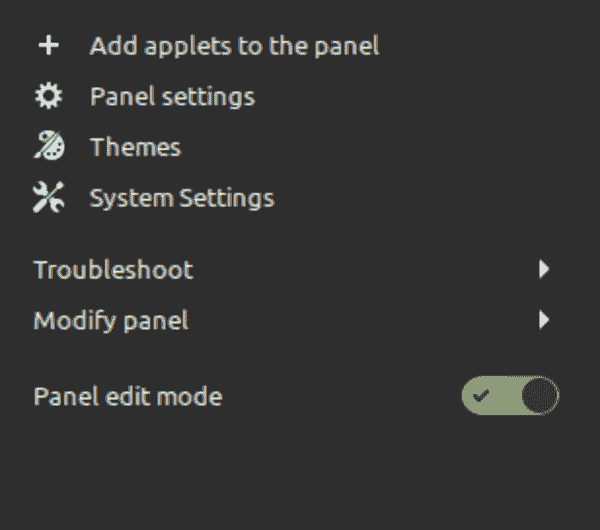 Add applets to the panel
Panel settings
Themes
System Settings
Troubleshoot
Modify panel
Panel edit mode